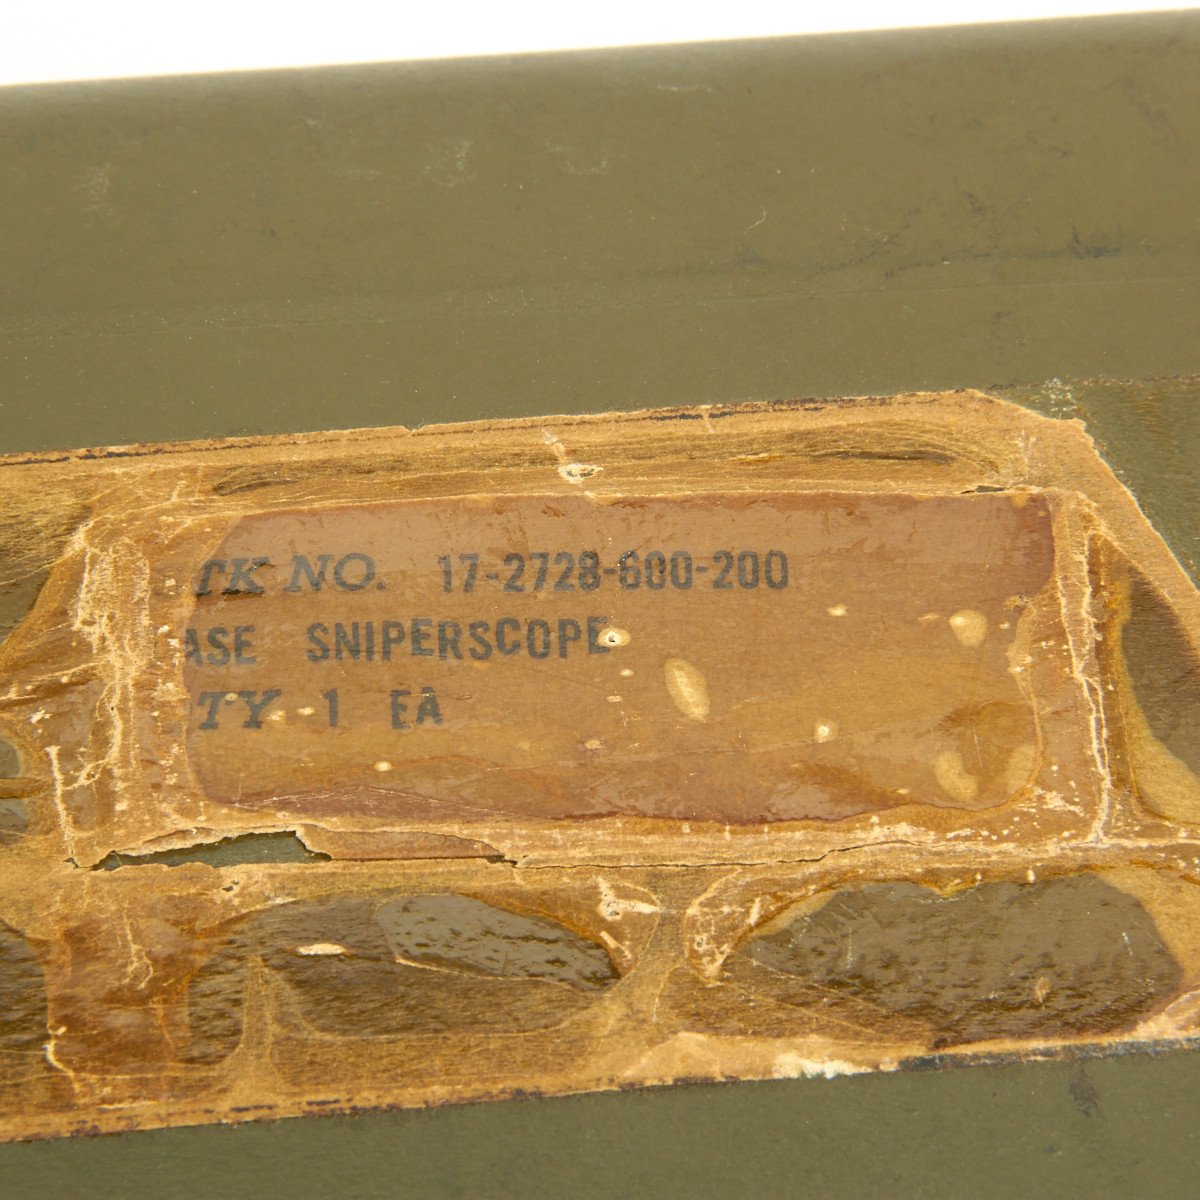 TK NO. 17-2728-600-200
ASE SNIPERSCOPE
TY 1 EA